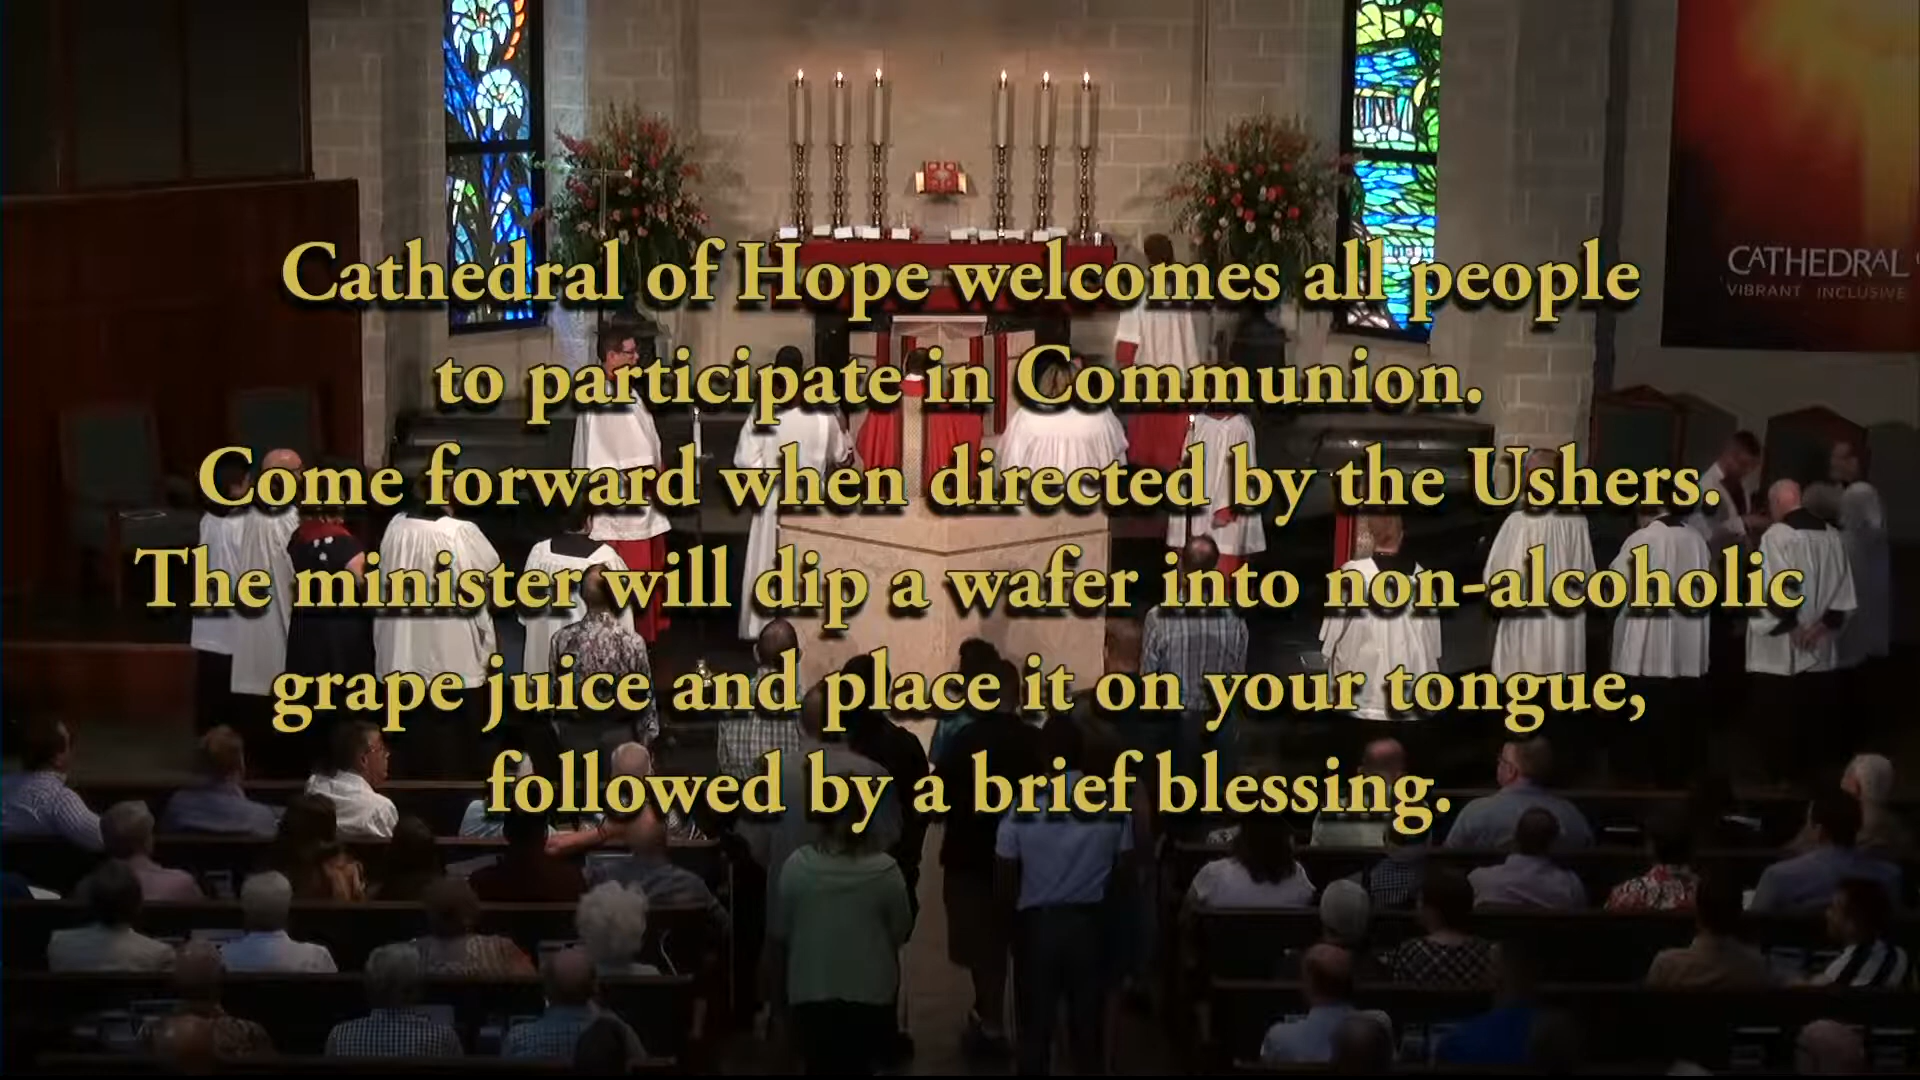 Cathedral of Hope welcomes all people
to participate in Communion.
Come forward when directed by the Ushers.
The minister will dip a wafer into non-alcoholic
grape juice and place it on your tongue,
followed by a brief blessing.
CATHEDRAL
VIBRANT INCLUSIVE